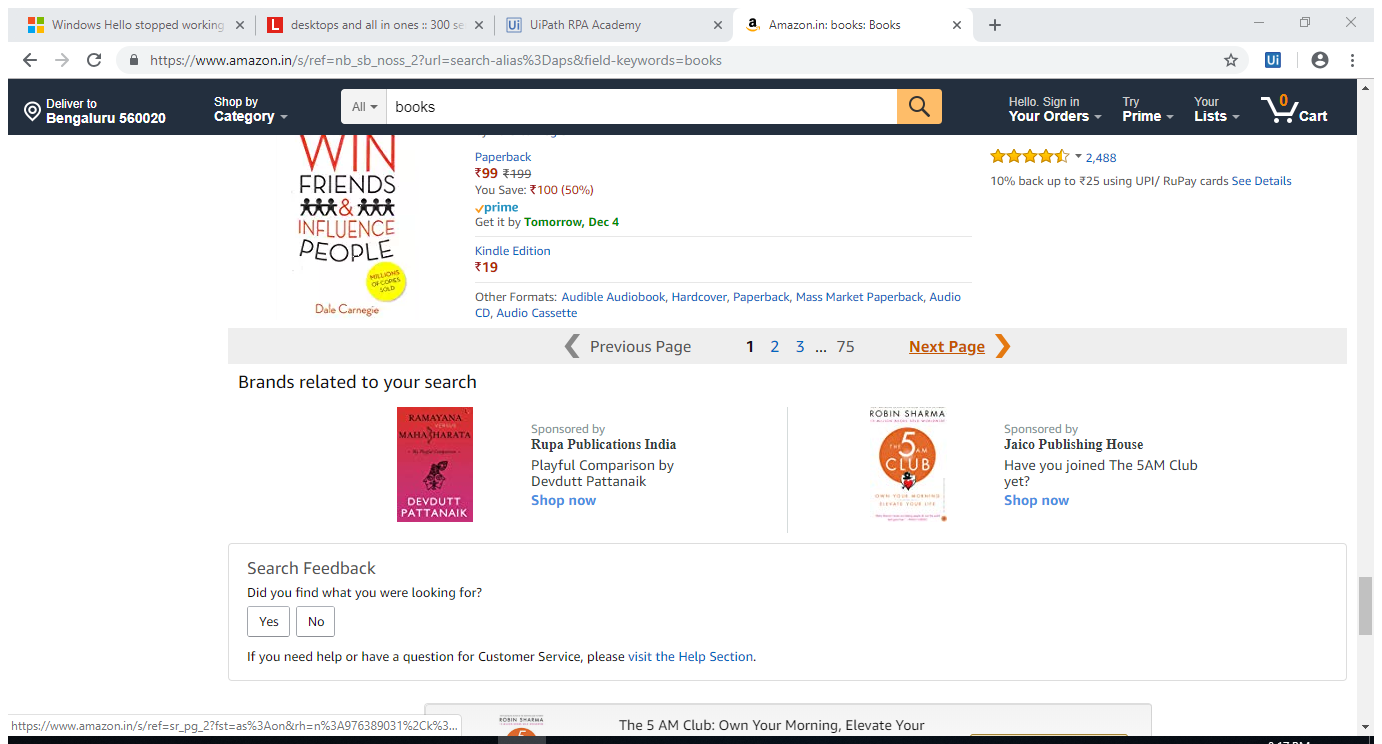 Windows Hello stopped working
desktops and all in ones :: 300 se
UiPath RPA Academy
Amazon.in: books: Books
https://www.amazon.in/s/ref=nb_sb_noss_2?url=search-alias%3Daps&field-keywords=books
Ui
Deliver to
Bengaluru 560020
Shop by
Category
All
books
Hello. Sign in
Your Orders
Try
Prime
Your
Lists
0
Cart
WIN
FRIENDS
&
INFLUENCE
PEOPLE
MILLIONS
OF COPIES
SOLD
Dale Carnegie
Paperback
₹99 ₹199
You Save: ₹100 (50%)
prime
Get it by Tomorrow, Dec 4
Kindle Edition
₹19
Other Formats: Audible Audiobook, Hardcover, Paperback, Mass Market Paperback, Audio
CD, Audio Cassette
2,488
10% back up to ₹25 using UPI/ RuPay cards See Details
Previous Page 1 2 3 ... 75 Next Page
Brands related to your search
RAMAYANA
VERSUS
MAHABHARATA
My Playful Comparison
DEVDUTT
PATTANAIK
Sponsored by
Rupa Publications India
Playful Comparison by
Devdutt Pattanaik
Shop now
ROBIN SHARMA
THE
5
AM
CLUB
OWN YOUR MORNING
ELEVATE YOUR LIFE
Sponsored by
Jaico Publishing House
Have you joined The 5AM Club
yet?
Shop now
Search Feedback
Did you find what you were looking for?
Yes
No
If you need help or have a question for Customer Service, please visit the Help Section.
https://www.amazon.in/s/ref=sr_pg_2?fst=as%3Aon&rh=n%3A976389031%2Ck%3...
ROBIN SHARMA
The 5 AM Club: Own Your Morning, Elevate Your